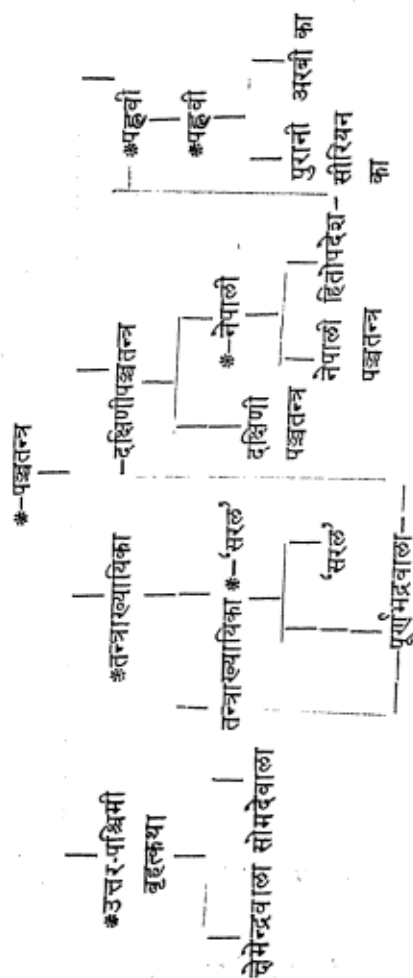 *-पञ्चतन्त्र
*उत्तर-पश्चिमी
बृहत्कथा
*तन्त्राख्यायिका
-दक्षिणीपञ्चतन्त्र
*पह्लवी
क्षेमेन्द्रवाला सोमदेवाला
तन्त्राख्यायिका *-‘सरल’
दक्षिणी
पञ्चतन्त्र
*-नेपाली
*पह्लवी
‘सरल’
नेपाली
पञ्चतन्त्र
हितोपदेश-
पुरानी
सीरियन
का
अरबी का
पूर्णभद्रवाला